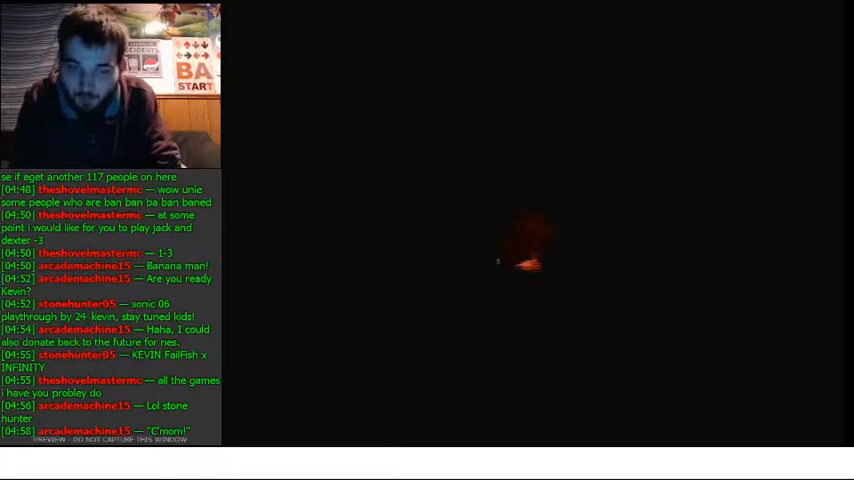 CIDENTS
BA
START
se if eget another 117 people on here
[04:48] theshovelmastermc — wow unie
some people who are ban ban ba ban baned
[04:50] theshovelmastermc — at some
point i would like for you to play jack and
dexter -3
[04:50] theshovelmastermc — 1-3
[04:50] arcademachine15 — Banana man!
[04:52] arcademachine15 — Are you ready
Kevin?
[04:52] stonehunter05 — sonic 06
playthrough by 24- kevin, stay tuned kids!
[04:54] arcademachine15 — Haha, I could
also donate back to the future for nes.
[04:55] stonehunter05 — KEVIN FailFish x
INFINITY
[04:55] theshovelmastermc — all the games
i have you probley do
[04:56] arcademachine15 — Lol stone
hunter
[04:58] arcademachine15 — "C'mom!"
PREVIEW - DO NOT CAPTURE THIS WINDOW